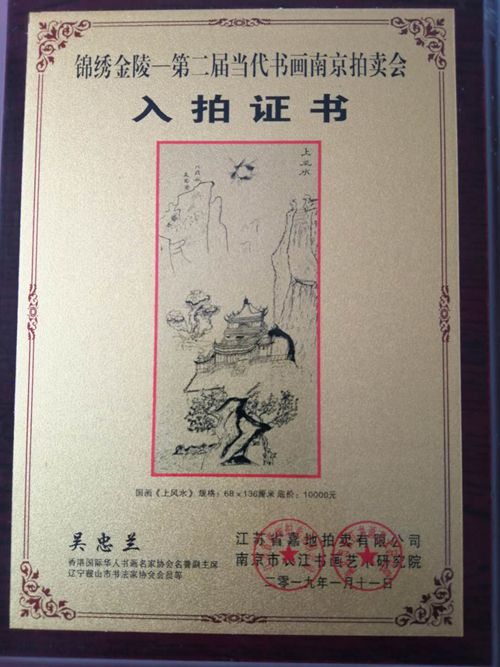 锦绣金陵—第二届当代书画南京拍卖会
入拍证书
上风水
国画《上风水》 规格：68×136厘米 底价：10000元
吴忠兰
香港国际华人书画名家协会名誉副主席
辽宁鞍山市书法家协会会员等
江苏省嘉地拍卖有限公司
南京市 江书画艺术研究院
二零一九年一月十一日